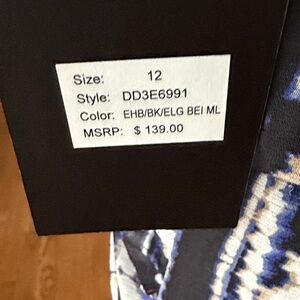 Size: 12
Style: DD3E6991
Color: EHB/BK/ELG BEI ML
MSRP: $ 139.00